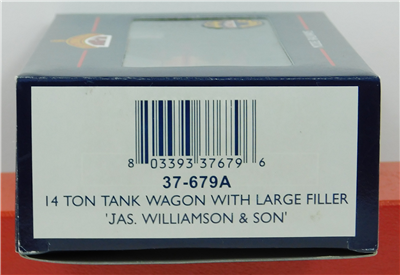 8 03393 37679 6
37-679A
14 TON TANK WAGON WITH LARGE FILLER
'JAS. WILLIAMSON & SON'